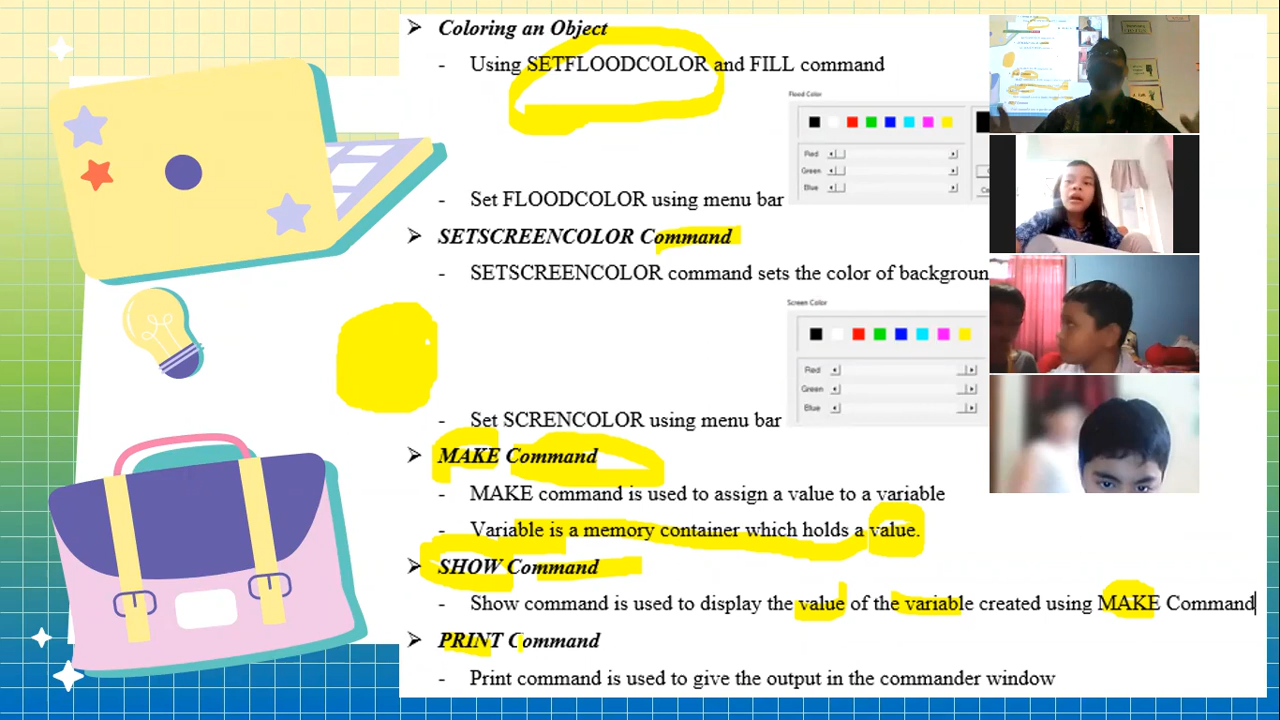 Coloring an Object
- Using SETFLOODCOLOR and FILL command
Flood Color
Red
Green
Blue
- Set FLOODCOLOR using menu bar
SETSCREENCOLOR Command
- SETSCREENCOLOR command sets the color of backgroun
Screen Color
Red
Green
Blue
- Set SCRENCOLOR using menu bar
MAKE Command
- MAKE command is used to assign a value to a variable
- Variable is a memory container which holds a value.
SHOW Command
- Show command is used to display the value of the variable created using MAKE Command
PRINT Command
- Print command is used to give the output in the commander window